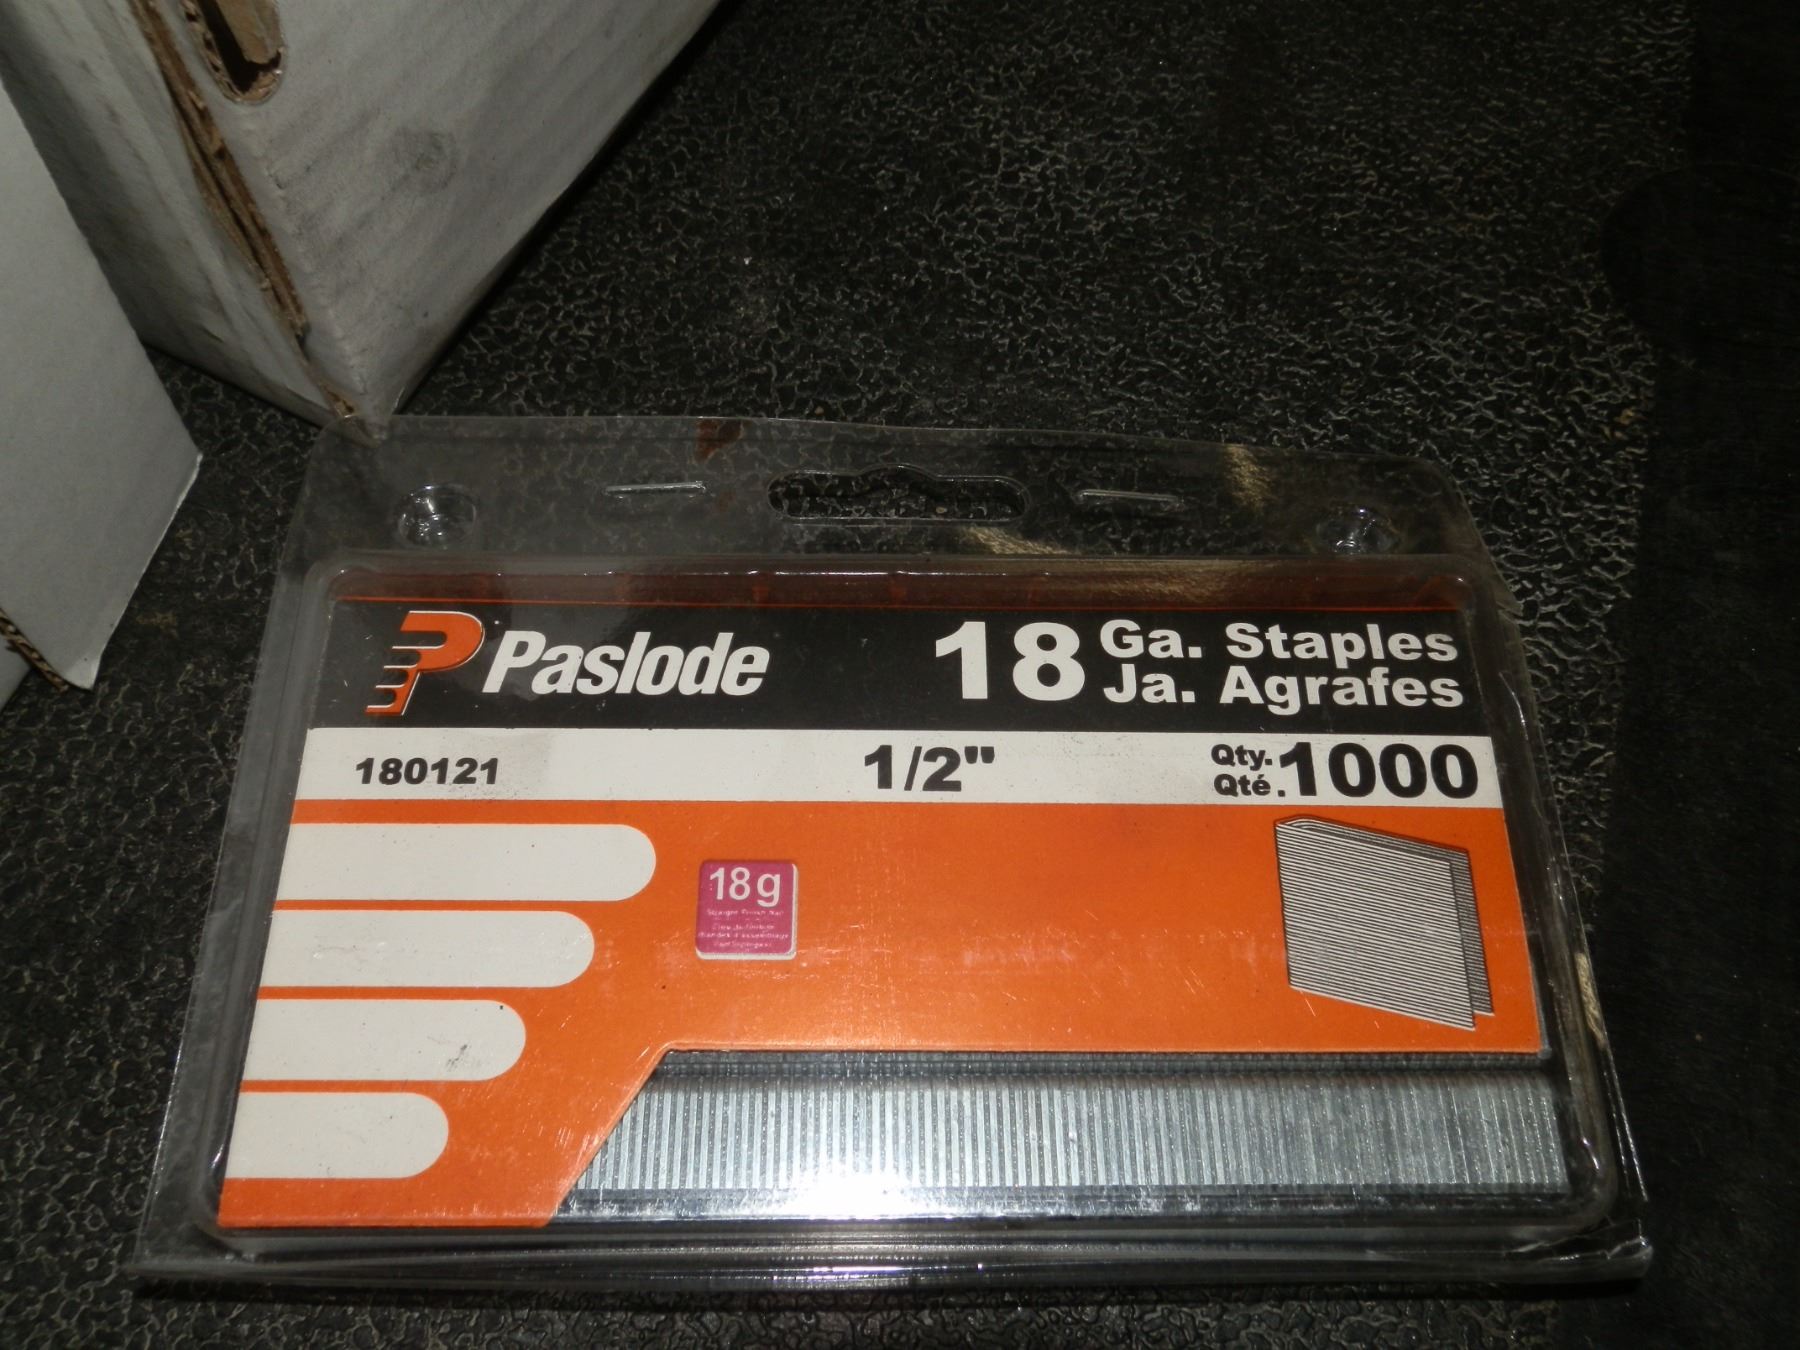 Paslode
18 Ga. Staples
Ja. Agrafes
180121
1/2"
Qty. 1000
Qté.
18g